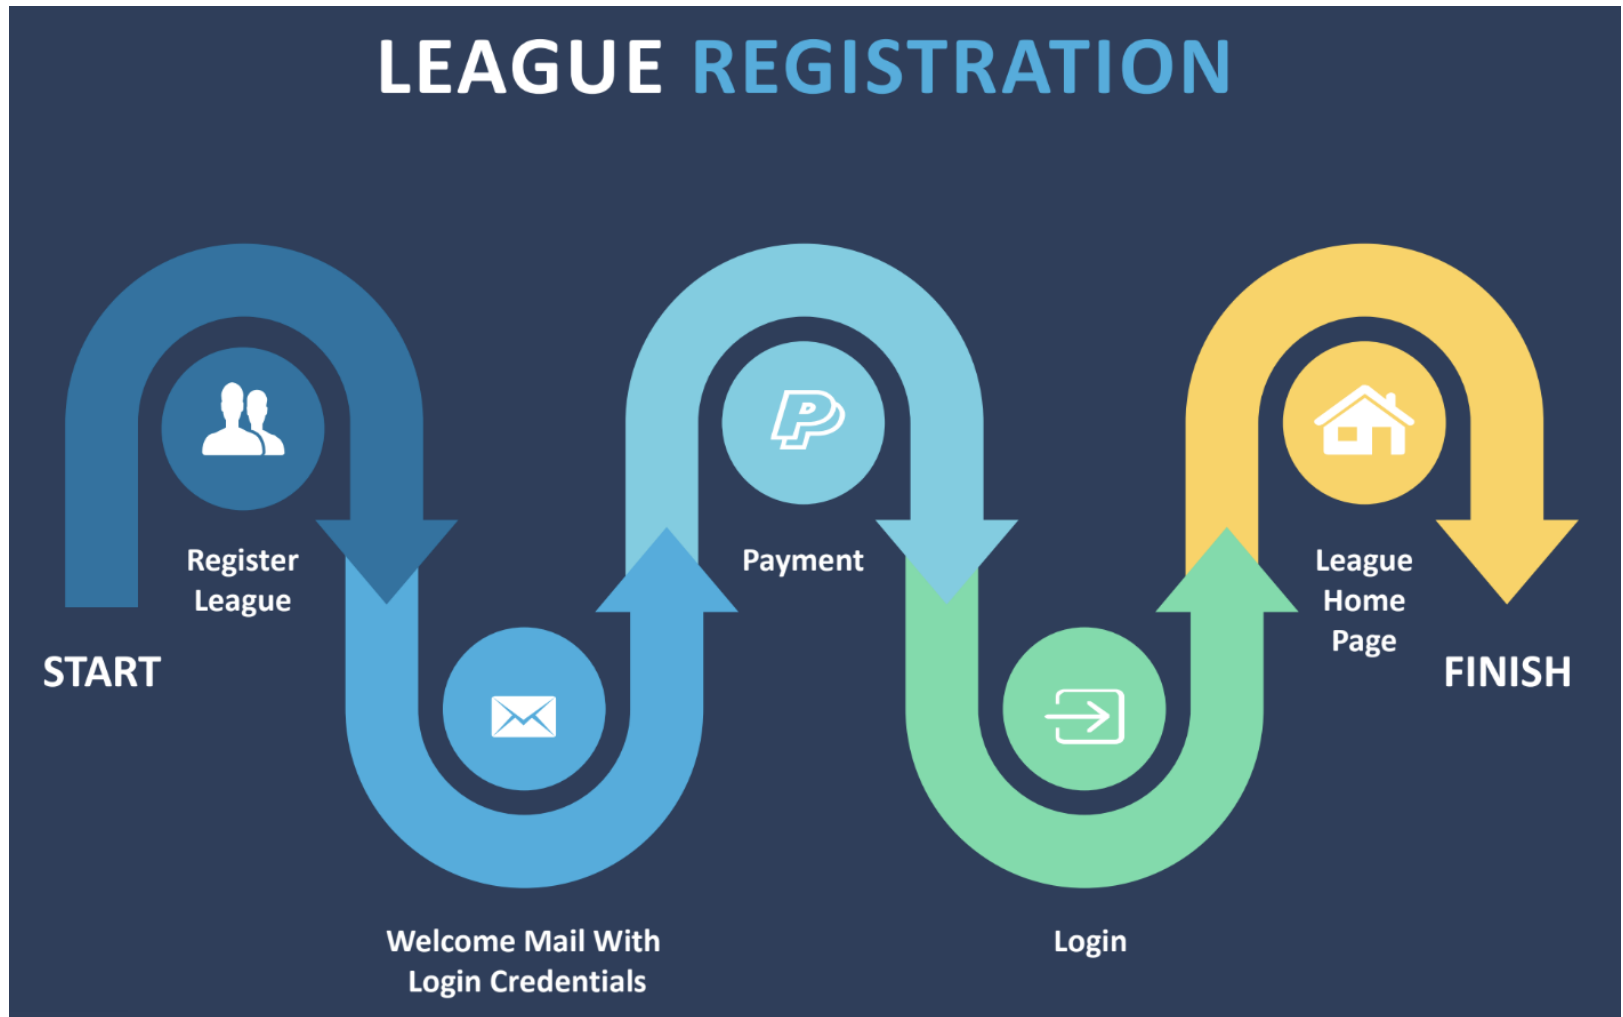 LEAGUE REGISTRATION
START
Register
League
Welcome Mail With
Login Credentials
Payment
Login
League
Home
Page
FINISH